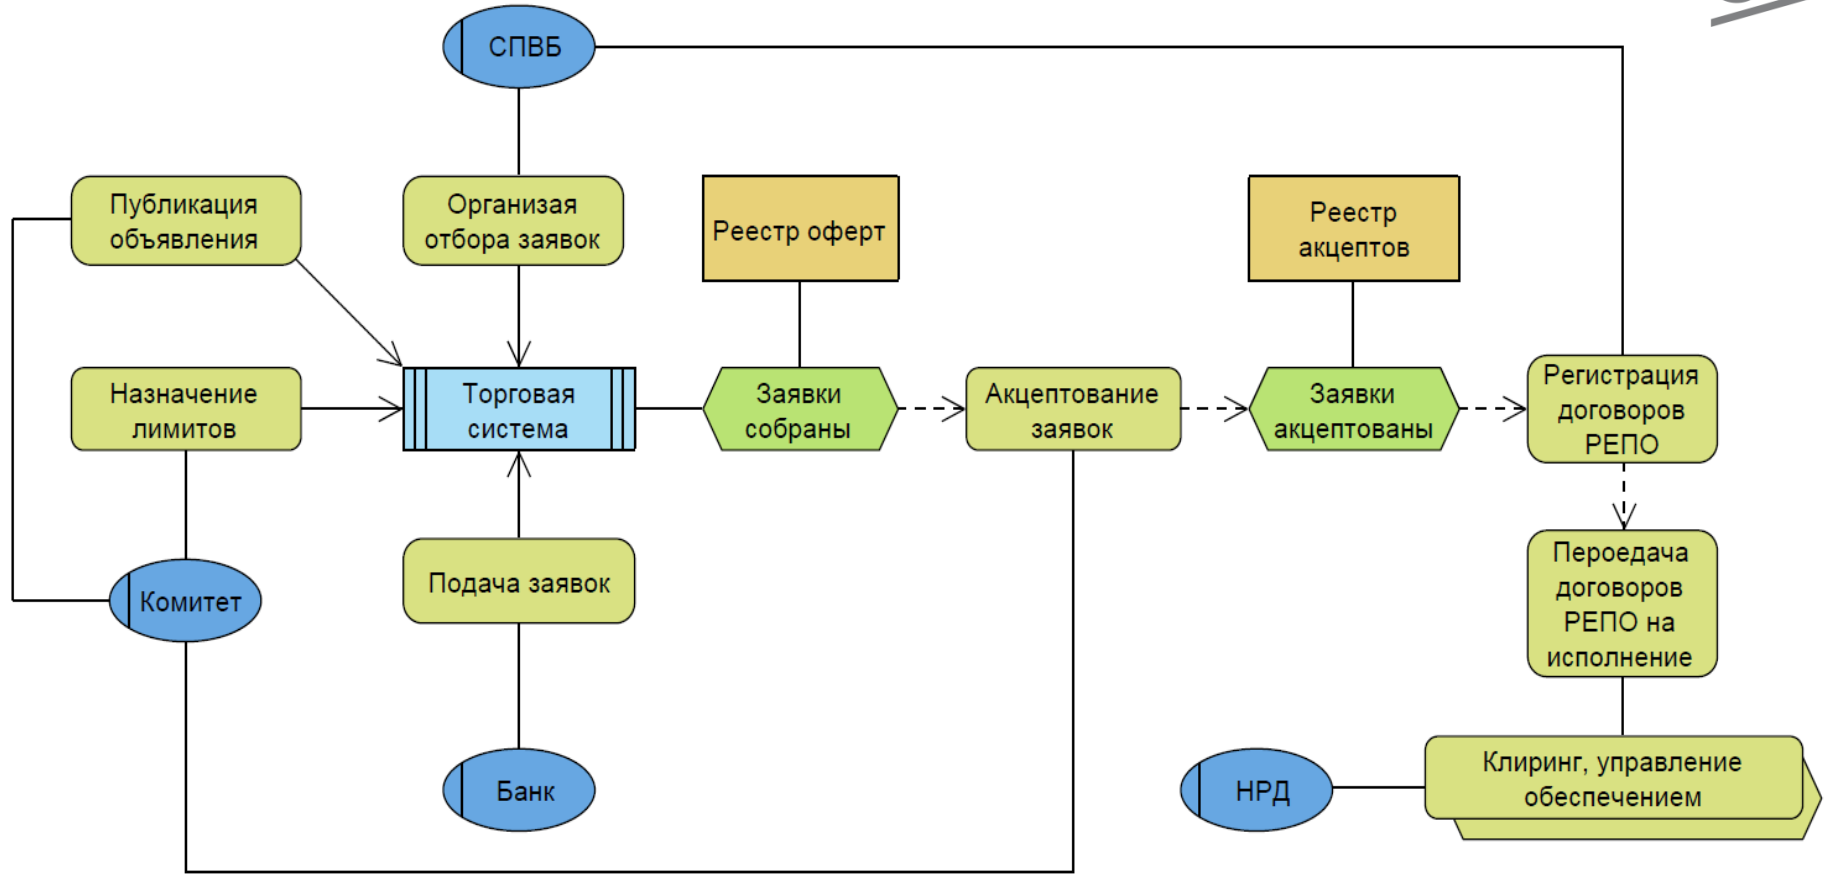 СПВБ
Публикация
объявления
Организая
отбора заявок
Реестр оферт
Реестр
акцептов
Назначение
лимитов
Торговая
система
Заявки
собраны
Акцептование
заявок
Заявки
акцептованы
Регистрация
договоров
РЕПО
Комитет
Подача заявок
Пероедача
договоров
РЕПО на
исполнение
Банк
НРД
Клиринг, управление
обеспечением